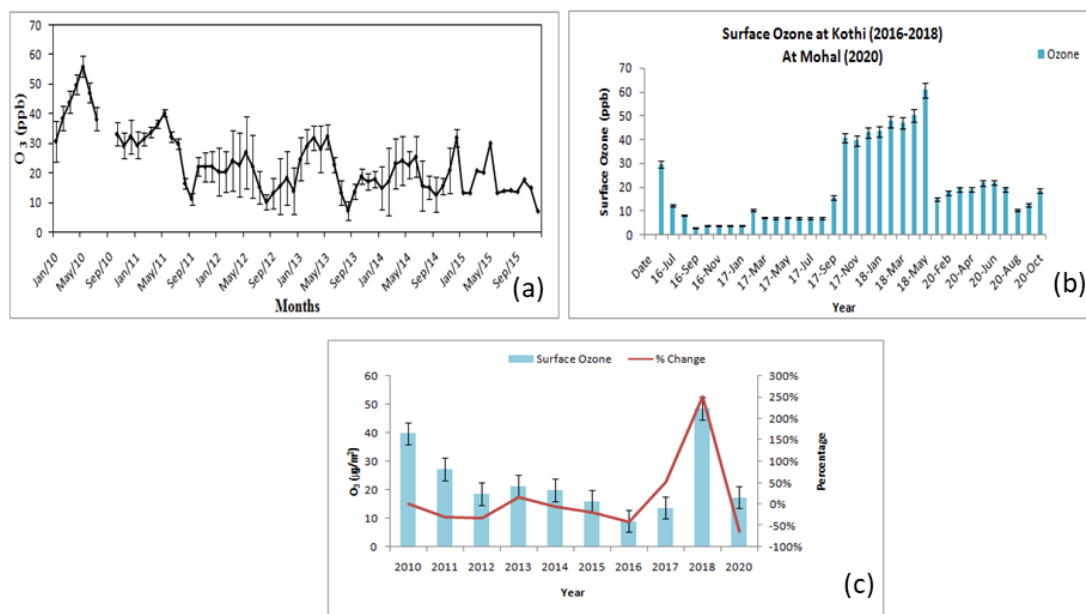 70
60
50
40
30
20
10
0
O3 (ppb)
Jan/10
May/10
Sep/10
Jan/11
May/11
Sep/11
Jan/12
May/12
Sep/12
Jan/13
May/13
Sep/13
Jan/14
May/14
Sep/14
Jan/15
May/15
Sep/15
Months
(a)
Surface Ozone at Kothi (2016-2018)
At Mohal (2020)
Ozone
70
60
50
40
30
20
10
0
Surface Ozone (ppb)
Date
16-Jul
16-Sep
16-Nov
17-Jan
17-Mar
17-May
17-Jul
17-Sep
17-Nov
18-Jan
18-Mar
18-May
20-Feb
20-Apr
20-Jun
20-Aug
20-Oct
Year
(b)
Surface Ozone
% Change
60
50
40
30
20
10
0
O3 (µg/m³)
300%
250%
200%
150%
100%
50%
0%
-50%
-100%
Percentage
2010 2011 2012 2013 2014 2015 2016 2017 2018 2020
Year
(c)